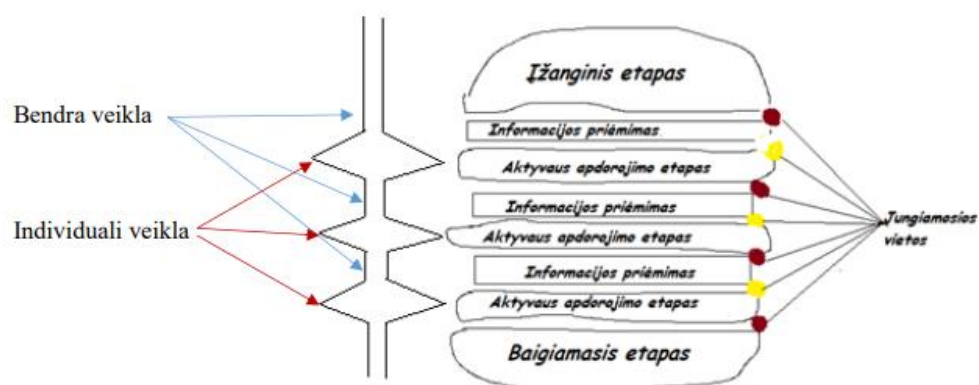 Įžanginis etapas
Bendra veikla
Informacijos priėmimas
Aktyvaus apdorojimo etapas
Informacijos priėmimas
Jungiamosios
vietos
Individuali veikla
Aktyvaus apdorojimo etapas
Informacijos priėmimas
Aktyvaus apdorojimo etapas
Baigiamasis etapas